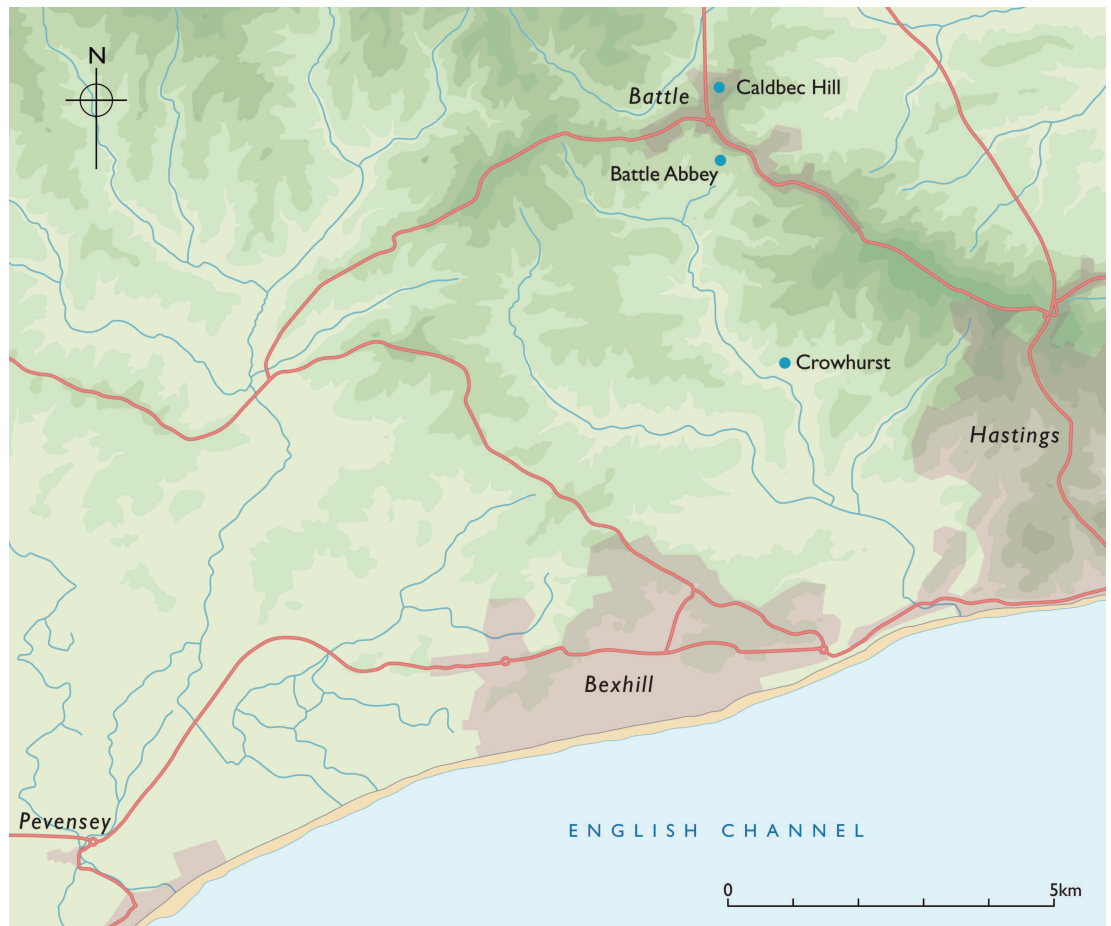 N
Battle
Caldbec Hill
Battle Abbey
Crowhurst
Hastings
Bexhill
Pevensey
ENGLISH CHANNEL
0 5km